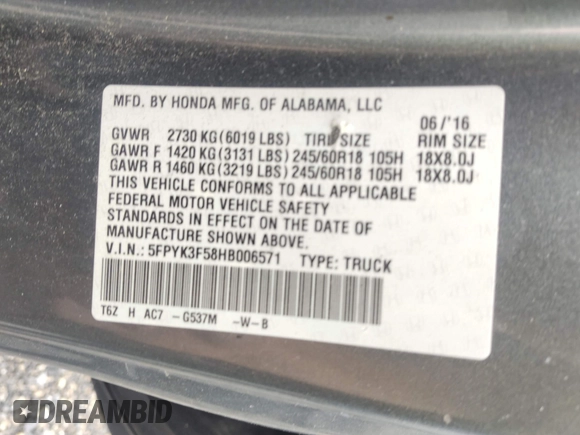 MFD. BY HONDA MFG. OF ALABAMA, LLC 06/'16
GVWR 2730 KG (6019 LBS) TIRE SIZE RIM SIZE
GAWR F 1420 KG (3131 LBS) 245/60R18 105H 18X8.0J
GAWR R 1460 KG (3219 LBS) 245/60R18 105H 18X8.0J
THIS VEHICLE CONFORMS TO ALL APPLICABLE
FEDERAL MOTOR VEHICLE SAFETY
STANDARDS IN EFFECT ON THE DATE OF
MANUFACTURE SHOWN ABOVE.
V.I.N.: 5FPYK3F58HB006571 TYPE: TRUCK
T6Z H AC7 -G537M -W-B
DREAMBID